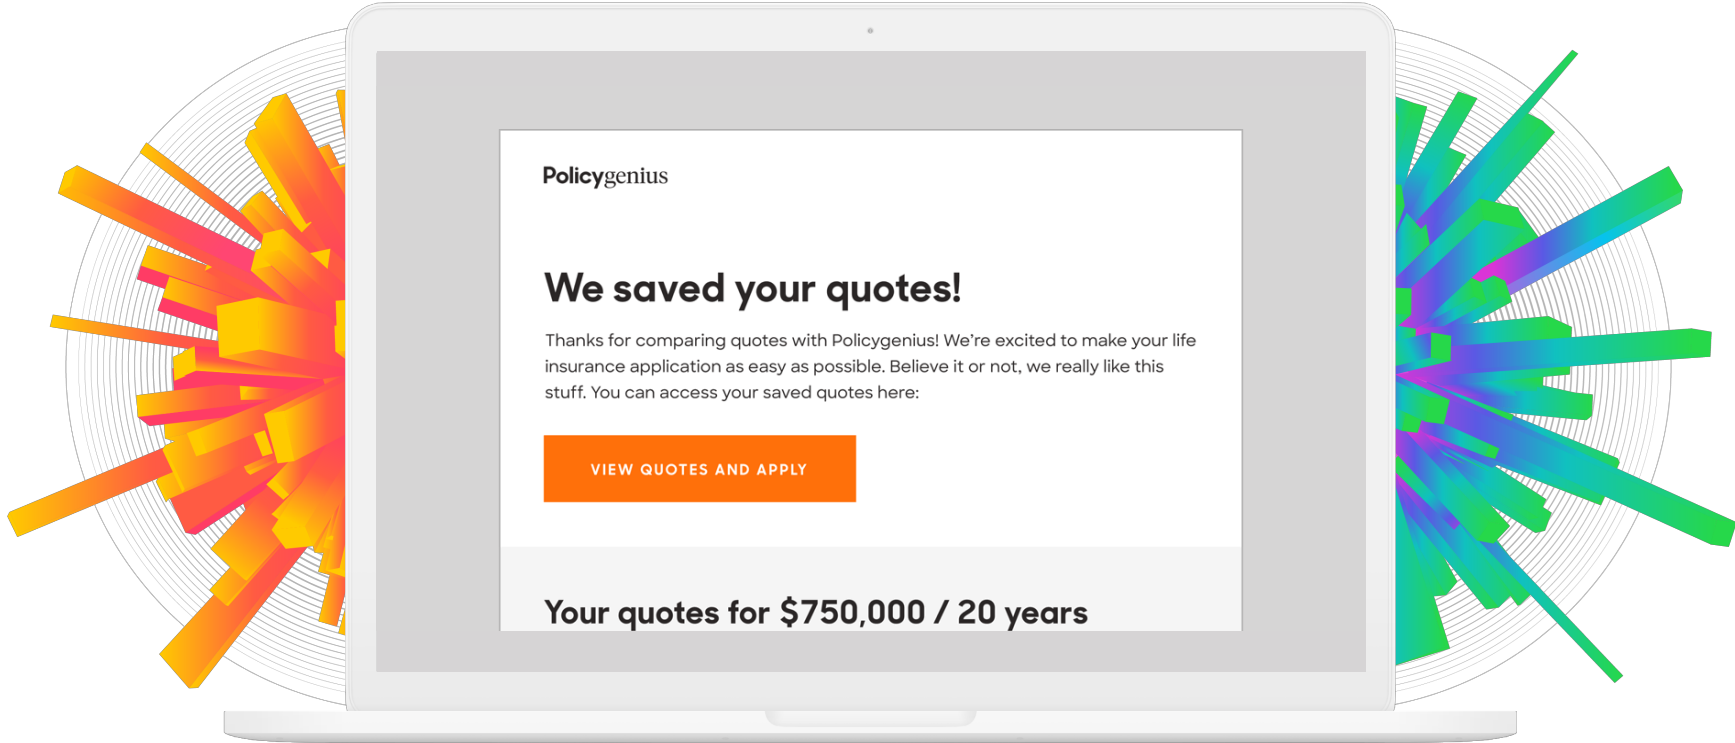 Policygenius
We saved your quotes!
Thanks for comparing quotes with Policygenius! We’re excited to make your life
insurance application as easy as possible. Believe it or not, we really like this
stuff. You can access your saved quotes here:
VIEW QUOTES AND APPLY
Your quotes for $750,000 / 20 years